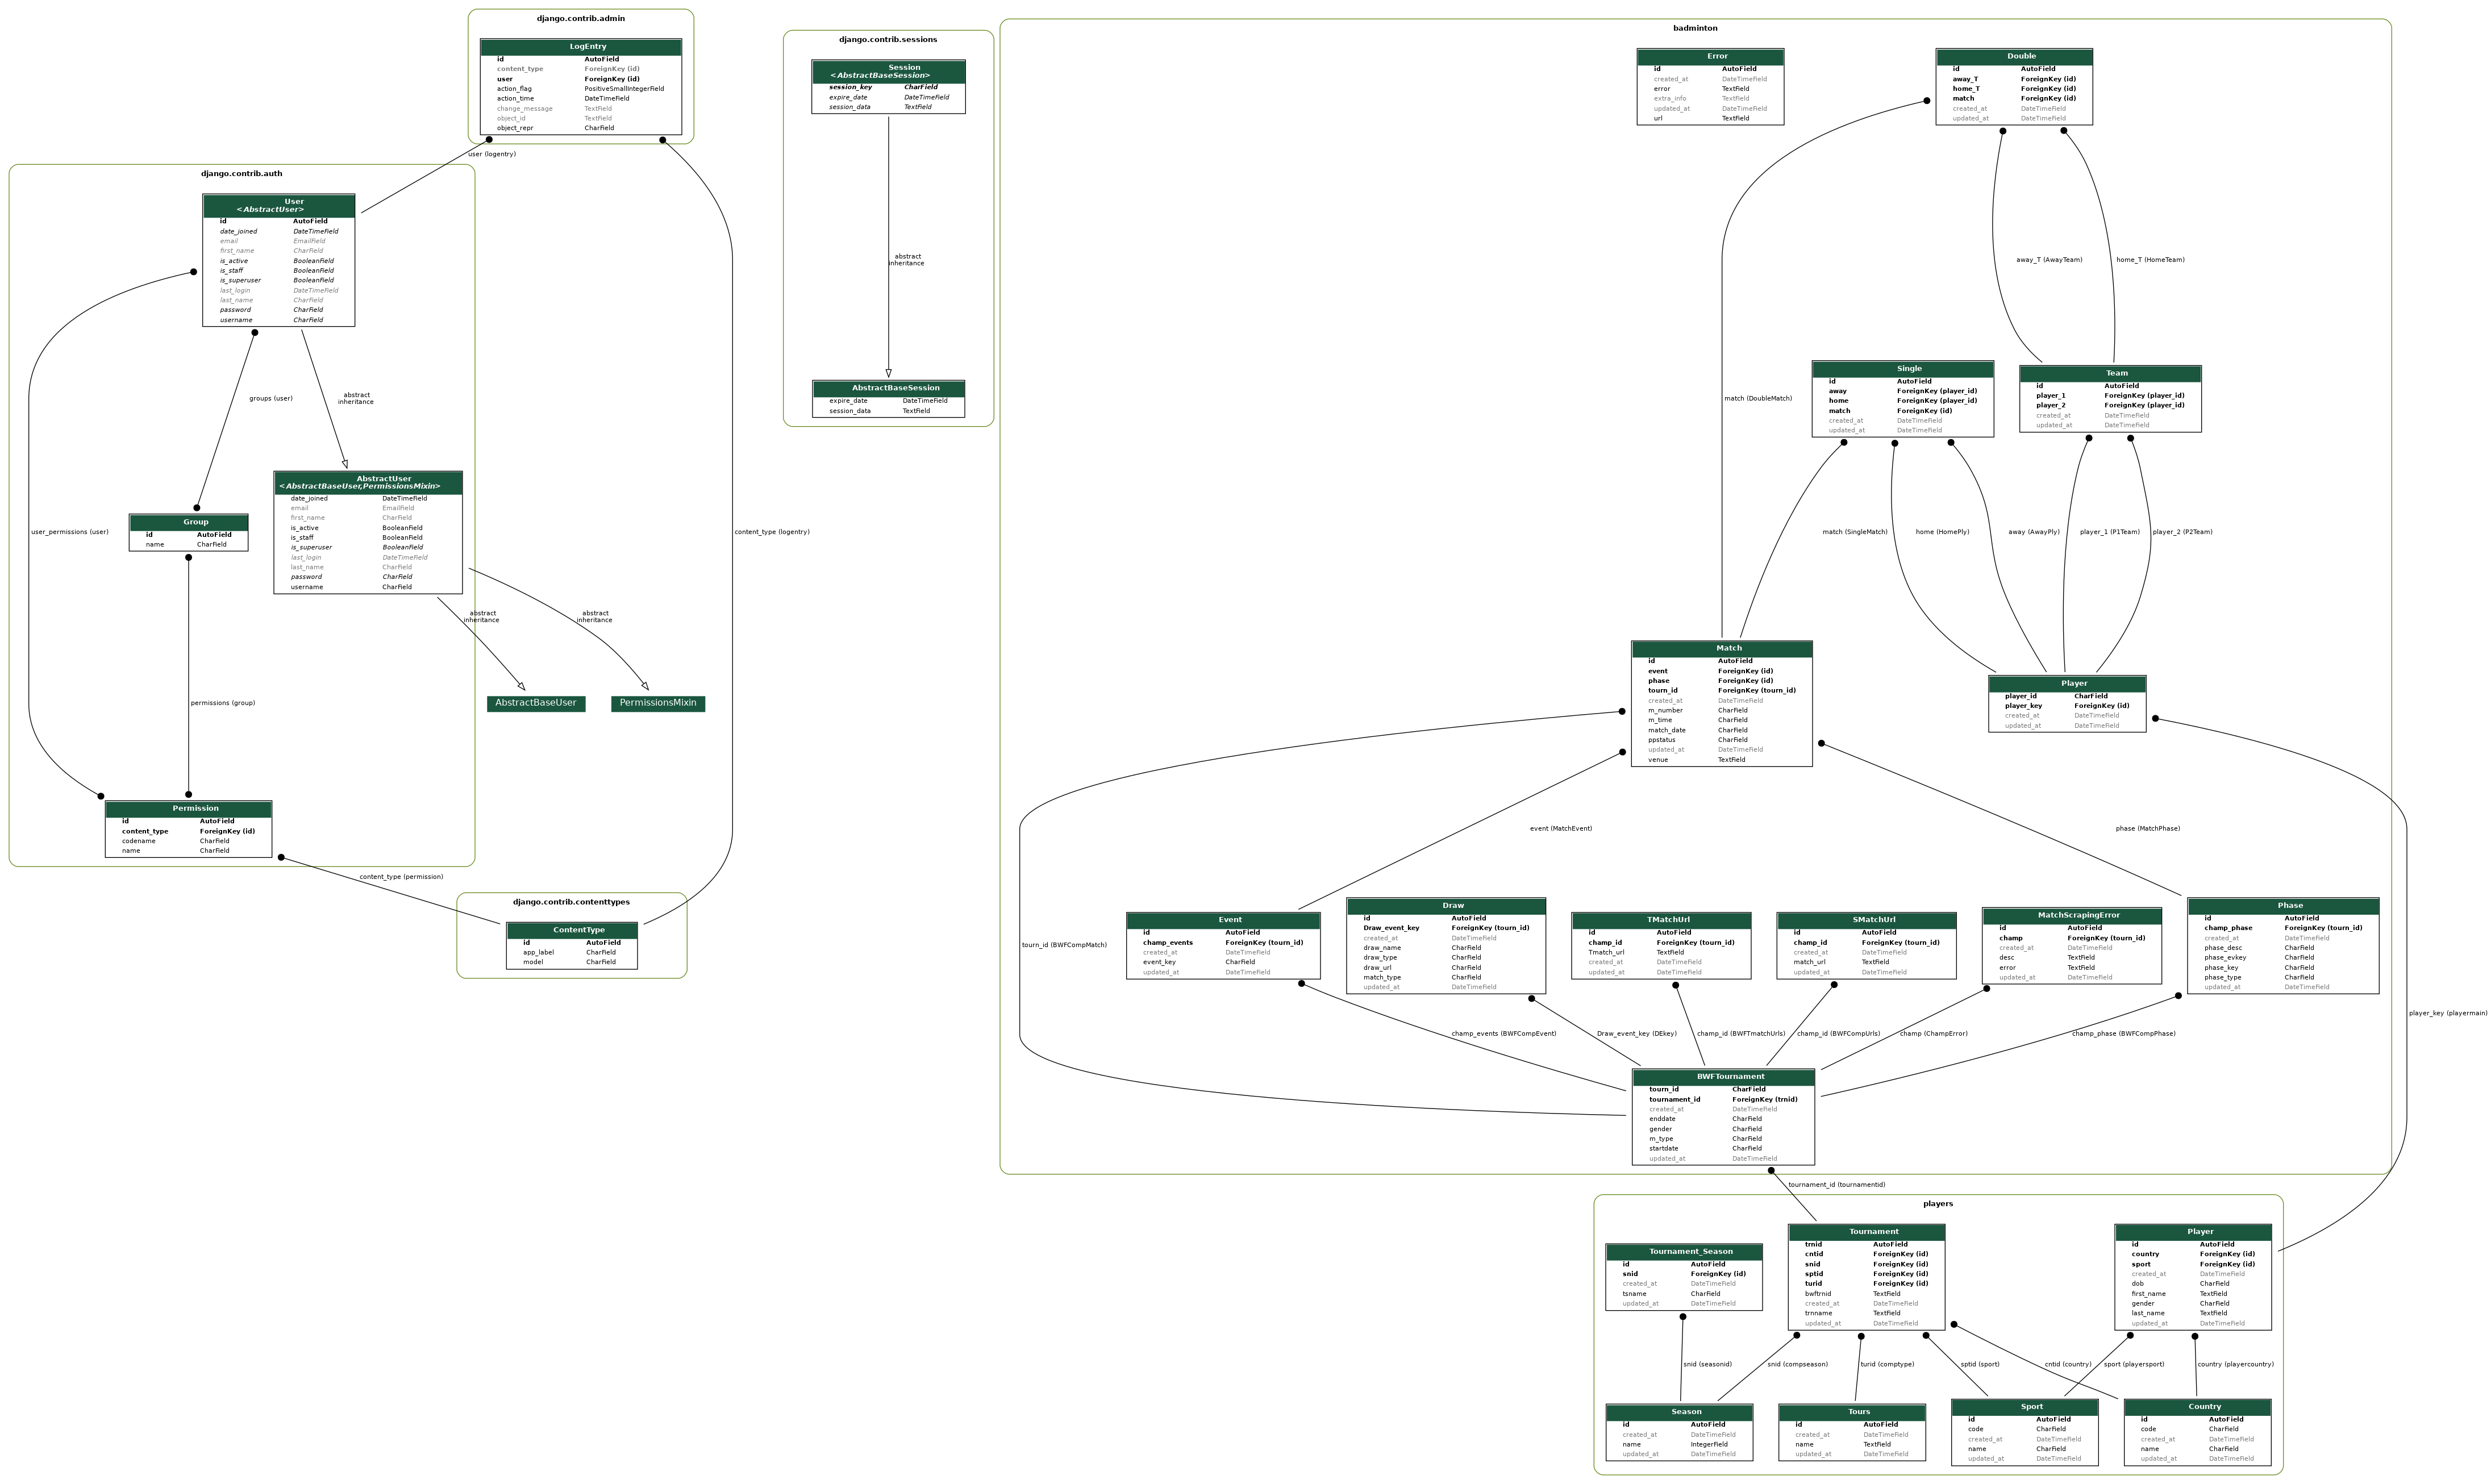 django.contrib.admin
LogEntry
id AutoField
content_type ForeignKey (id)
user ForeignKey (id)
action_flag PositiveSmallIntegerField
action_time DateTimeField
change_message TextField
object_id TextField
object_repr CharField
user (logentry)
content_type (logentry)
django.contrib.auth
User
<AbstractUser>
id AutoField
date_joined DateTimeField
email EmailField
first_name CharField
is_active BooleanField
is_staff BooleanField
is_superuser BooleanField
last_login DateTimeField
last_name CharField
password CharField
username CharField
groups (user)
abstract
inheritance
user_permissions (user)
AbstractUser
<AbstractBaseUser,PermissionsMixin>
date_joined DateTimeField
email EmailField
first_name CharField
is_active BooleanField
is_staff BooleanField
is_superuser BooleanField
last_login DateTimeField
last_name CharField
password CharField
username CharField
Group
id AutoField
name CharField
abstract
inheritance
abstract
inheritance
permissions (group)
AbstractBaseUser
PermissionsMixin
Permission
id AutoField
content_type ForeignKey (id)
codename CharField
name CharField
content_type (permission)
django.contrib.contenttypes
ContentType
id AutoField
app_label CharField
model CharField
django.contrib.sessions
Session
<AbstractBaseSession>
session_key CharField
expire_date DateTimeField
session_data TextField
abstract
inheritance
AbstractBaseSession
expire_date DateTimeField
session_data TextField
badminton
Error
id AutoField
created_at DateTimeField
error TextField
extra_info TextField
updated_at DateTimeField
url TextField
Double
id AutoField
away_T ForeignKey (id)
home_T ForeignKey (id)
match ForeignKey (id)
created_at DateTimeField
updated_at DateTimeField
away_T (AwayTeam)
home_T (HomeTeam)
match (DoubleMatch)
Single
id AutoField
away ForeignKey (player_id)
home ForeignKey (player_id)
match ForeignKey (id)
created_at DateTimeField
updated_at DateTimeField
Team
id AutoField
player_1 ForeignKey (player_id)
player_2 ForeignKey (player_id)
created_at DateTimeField
updated_at DateTimeField
match (SingleMatch)
home (HomePly)
away (AwayPly)
player_1 (P1Team)
player_2 (P2Team)
Match
id AutoField
event ForeignKey (id)
phase ForeignKey (id)
tourn_id ForeignKey (tourn_id)
created_at DateTimeField
m_number CharField
m_time CharField
match_date CharField
ppstatus CharField
updated_at DateTimeField
venue TextField
Player
player_id CharField
player_key ForeignKey (id)
created_at DateTimeField
updated_at DateTimeField
event (MatchEvent)
phase (MatchPhase)
tourn_id (BWFCompMatch)
Event
id AutoField
champ_events ForeignKey (tourn_id)
created_at DateTimeField
event_key CharField
updated_at DateTimeField
Draw
id AutoField
Draw_event_key ForeignKey (tourn_id)
created_at DateTimeField
draw_name CharField
draw_type CharField
draw_url CharField
match_type CharField
updated_at DateTimeField
TMatchUrl
id AutoField
champ_id ForeignKey (tourn_id)
Tmatch_url TextField
created_at DateTimeField
updated_at DateTimeField
SMatchUrl
id AutoField
champ_id ForeignKey (tourn_id)
created_at DateTimeField
match_url TextField
updated_at DateTimeField
MatchScrapingError
id AutoField
champ ForeignKey (tourn_id)
created_at DateTimeField
desc TextField
error TextField
updated_at DateTimeField
Phase
id AutoField
champ_phase ForeignKey (tourn_id)
created_at DateTimeField
phase_desc CharField
phase_evkey CharField
phase_key CharField
phase_type CharField
updated_at DateTimeField
champ_events (BWFCompEvent)
Draw_event_key (DEkey)
champ_id (BWFTmatchUrls)
champ_id (BWFCompUrls)
champ (ChampError)
champ_phase (BWFCompPhase)
player_key (playermain)
BWFTournament
tourn_id CharField
tournament_id ForeignKey (trnid)
created_at DateTimeField
enddate CharField
gender CharField
m_type CharField
startdate CharField
updated_at DateTimeField
tournament_id (tournamentid)
players
Tournament_Season
id AutoField
snid ForeignKey (id)
created_at DateTimeField
tsname CharField
updated_at DateTimeField
Tournament
trnid AutoField
cntid ForeignKey (id)
snid ForeignKey (id)
sptid ForeignKey (id)
turid ForeignKey (id)
bwftrnid TextField
created_at DateTimeField
trnname TextField
updated_at DateTimeField
Player
id AutoField
country ForeignKey (id)
sport ForeignKey (id)
created_at DateTimeField
dob CharField
first_name TextField
gender CharField
last_name TextField
updated_at DateTimeField
snid (seasonid)
snid (compseason)
turid (comptype)
sptid (sport)
cntid (country)
sport (playersport)
country (playercountry)
Season
id AutoField
created_at DateTimeField
name IntegerField
updated_at DateTimeField
Tours
id AutoField
created_at DateTimeField
name TextField
updated_at DateTimeField
Sport
id AutoField
code CharField
created_at DateTimeField
name CharField
updated_at DateTimeField
Country
id AutoField
code CharField
created_at DateTimeField
name CharField
updated_at DateTimeField